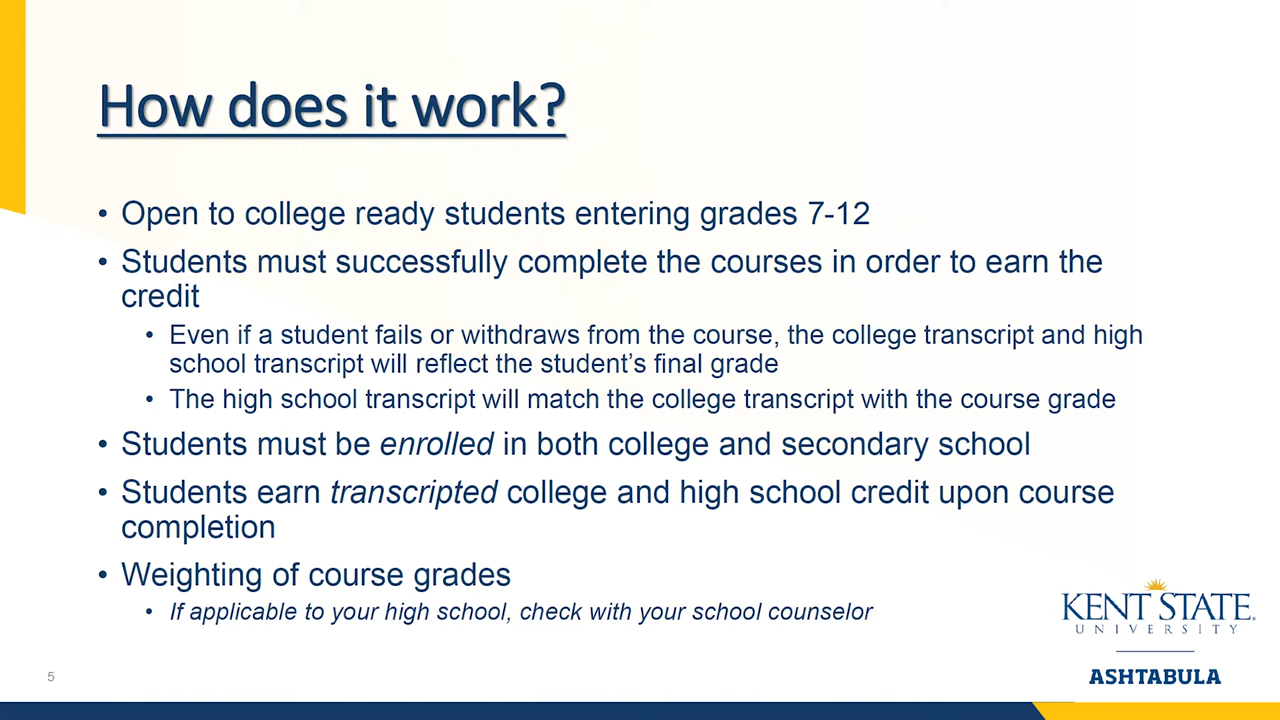 How does it work?
• Open to college ready students entering grades 7-12
• Students must successfully complete the courses in order to earn the
credit
• Even if a student fails or withdraws from the course, the college transcript and high
school transcript will reflect the student’s final grade
• The high school transcript will match the college transcript with the course grade
• Students must be enrolled in both college and secondary school
• Students earn transcripted college and high school credit upon course
completion
• Weighting of course grades
• If applicable to your high school, check with your school counselor
KENT STATE
UNIVERSITY
ASHTABULA
5